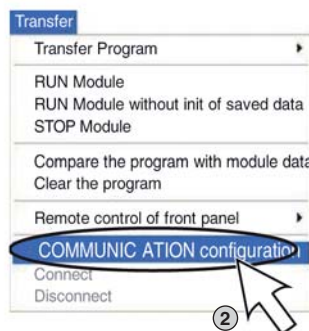 Transfer
Transfer Program
RUN Module
RUN Module without init of saved data
STOP Module
Compare the program with module data
Clear the program
Remote control of front panel
COMMUNIC ATION configuration
Connect
Disconnect
2